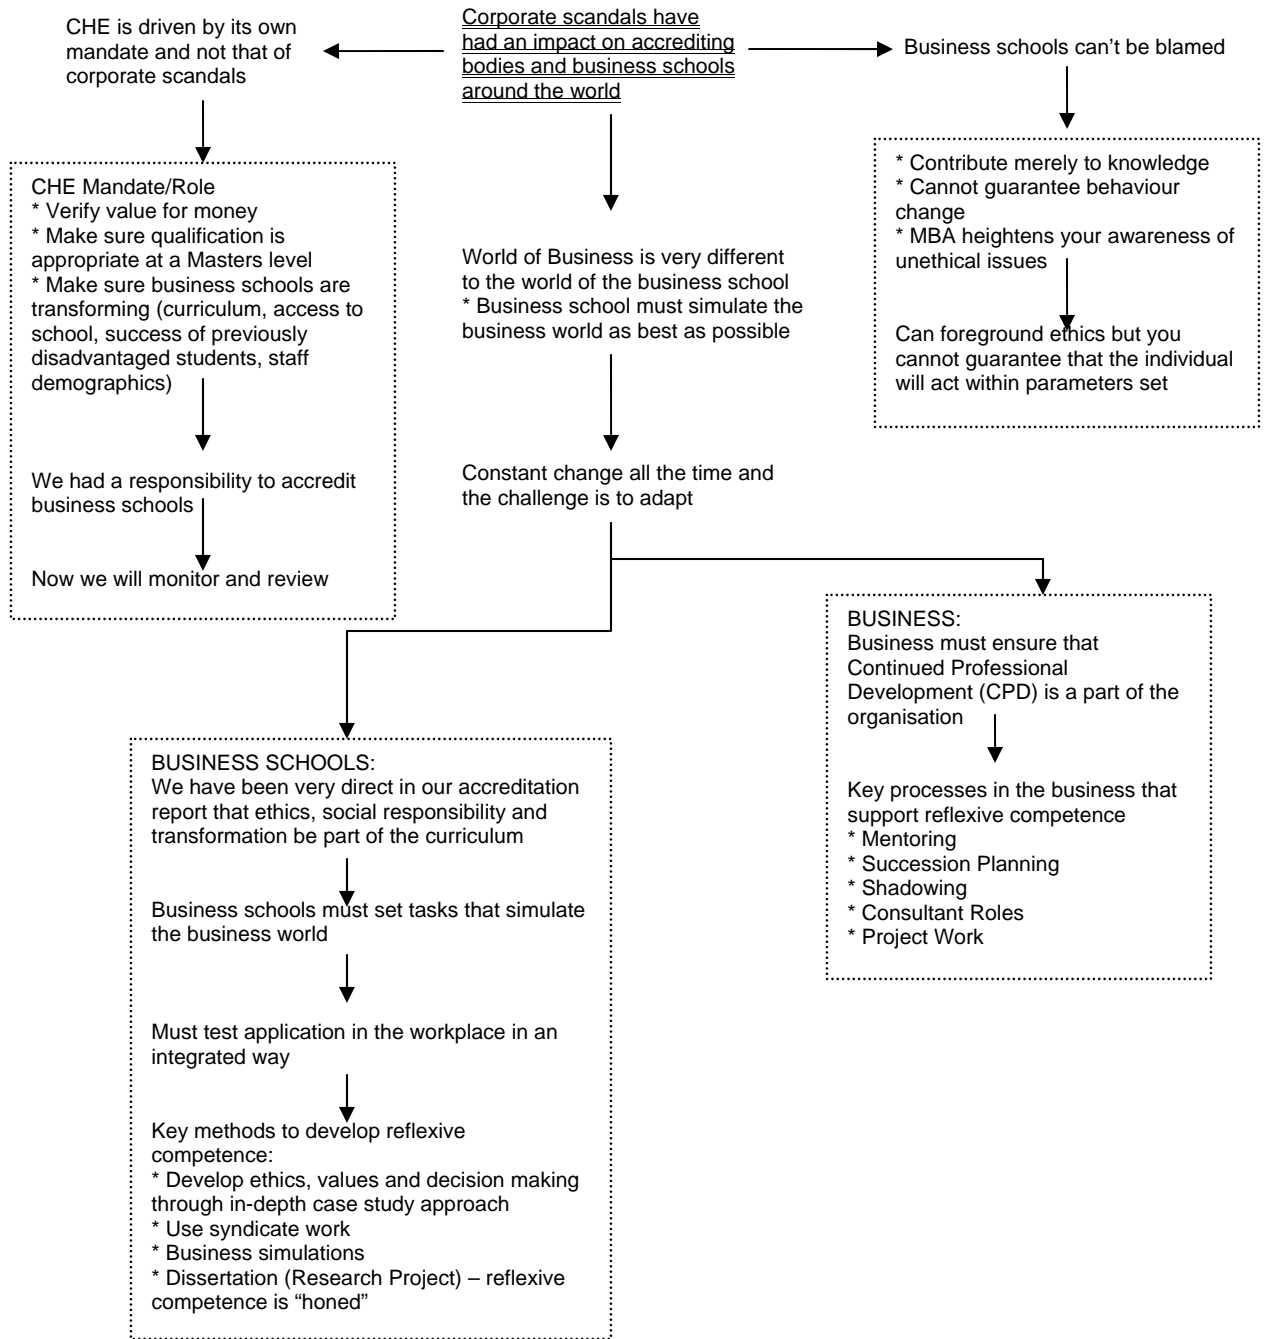 CHE is driven by its own
mandate and not that of
corporate scandals
Corporate scandals have
had an impact on accrediting
bodies and business schools
around the world
Business schools can’t be blamed
CHE Mandate/Role
* Verify value for money
* Make sure qualification is
appropriate at a Masters level
* Make sure business schools are
transforming (curriculum, access to
school, success of previously
disadvantaged students, staff
demographics)
We had a responsibility to accredit
business schools
Now we will monitor and review
World of Business is very different
to the world of the business school
* Business school must simulate the
business world as best as possible
Constant change all the time and
the challenge is to adapt
* Contribute merely to knowledge
* Cannot guarantee behaviour
change
* MBA heightens your awareness of
unethical issues
Can foreground ethics but you
cannot guarantee that the individual
will act within parameters set
BUSINESS SCHOOLS:
We have been very direct in our accreditation
report that ethics, social responsibility and
transformation be part of the curriculum
Business schools must set tasks that simulate
the business world
Must test application in the workplace in an
integrated way
Key methods to develop reflexive
competence:
* Develop ethics, values and decision making
through in-depth case study approach
* Use syndicate work
* Business simulations
* Dissertation (Research Project) – reflexive
competence is “honed”
BUSINESS:
Business must ensure that
Continued Professional
Development (CPD) is a part of the
organisation
Key processes in the business that
support reflexive competence
* Mentoring
* Succession Planning
* Shadowing
* Consultant Roles
* Project Work